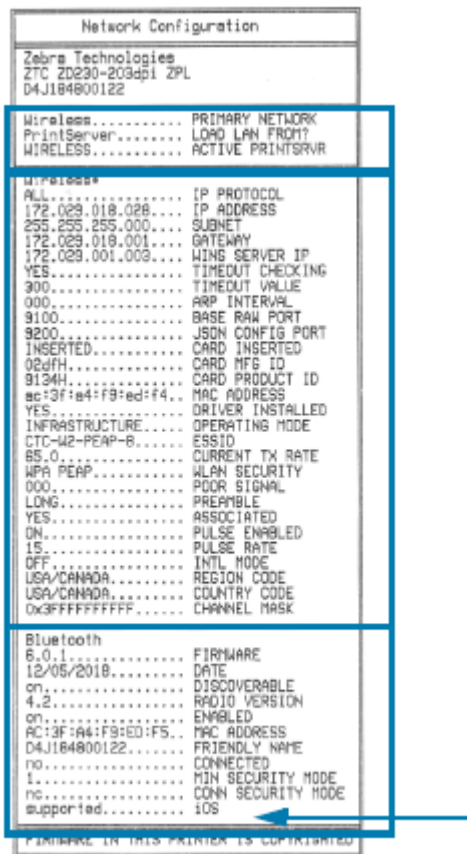 Network Configuration
Zebra Technologies
ZTC ZD230-203dpi ZPL
D4J184800122
Wireless........... PRIMARY NETWORK
PrintServer........ LOAD LAN FROM?
WIRELESS........... ACTIVE PRINTSRVR
Wireless*
ALL................ IP PROTOCOL
172.029.018.028.... IP ADDRESS
255.255.255.000.... SUBNET
172.029.018.001.... GATEWAY
172.029.001.003.... WINS SERVER IP
YES................ TIMEOUT CHECKING
300................ TIMEOUT VALUE
000................ ARP INTERVAL
9100............... BASE RAW PORT
9200............... JSON CONFIG PORT
INSERTED........... CARD INSERTED
02dfH.............. CARD MFG ID
9134H.............. CARD PRODUCT ID
ac:3f:a4:f9:ed:f4.. MAC ADDRESS
YES................ DRIVER INSTALLED
INFRASTRUCTURE..... OPERATING MODE
CTC-W2-PEAP-8...... ESSID
65.0............... CURRENT TX RATE
WPA PEAP........... WLAN SECURITY
000................ POOR SIGNAL
LONG............... PREAMBLE
YES................ ASSOCIATED
ON................. PULSE ENABLED
15................. PULSE RATE
OFF................ INTL MODE
USA/CANADA......... REGION CODE
USA/CANADA......... COUNTRY CODE
0x3FFFFFFFFFF...... CHANNEL MASK
Bluetooth
6.0.1.............. FIRMWARE
12/05/2018......... DATE
on................. DISCOVERABLE
4.2................ RADIO VERSION
on................. ENABLED
AC:3F:A4:F9:ED:F5.. MAC ADDRESS
D4J184800122....... FRIENDLY NAME
no................. CONNECTED
1.................. MIN SECURITY MODE
nc................. CONN SECURITY MODE
supported.......... iOS
FIRMWARE IN THIS PRINTER IS COPYRIGHTED